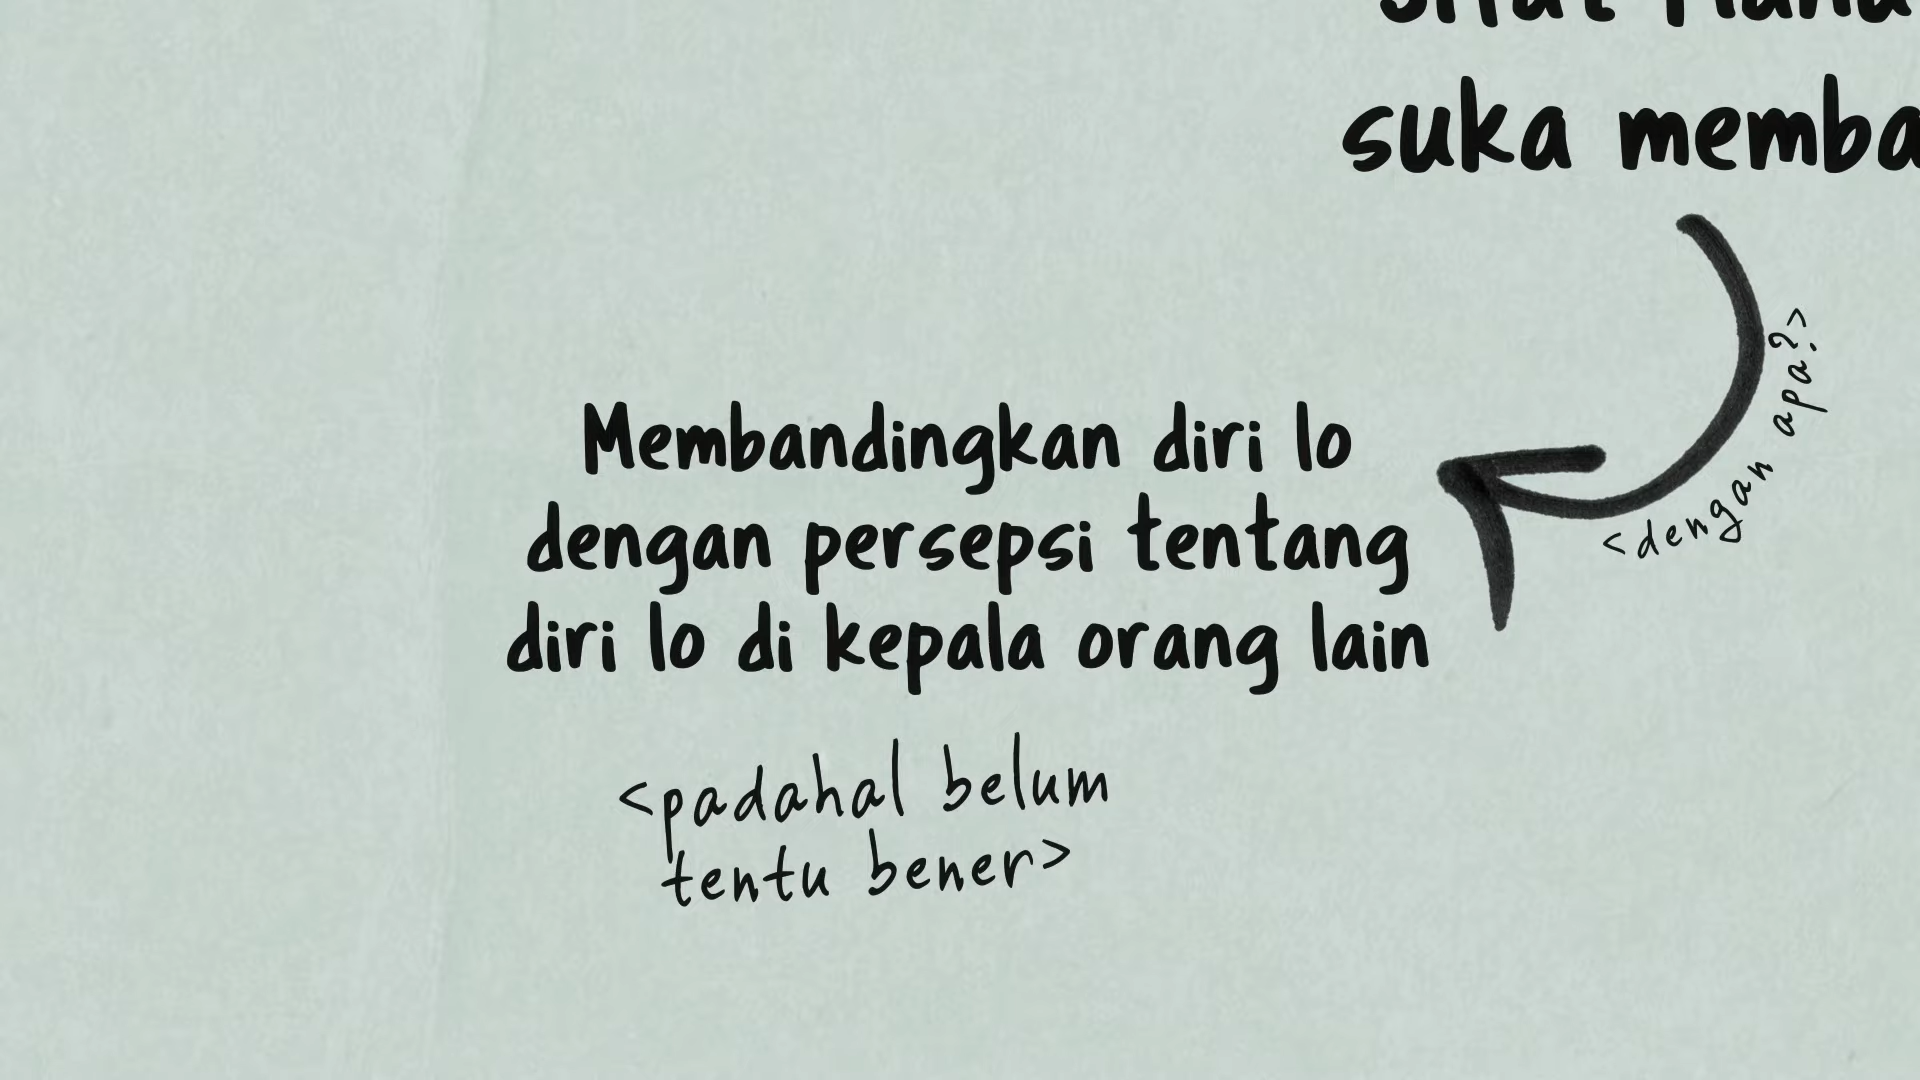 suka
<dengan apa?>
Membandingkan diri lo
dengan persepsi tentang
diri lo di kepala orang lain
<padahal belum
tentu bener>